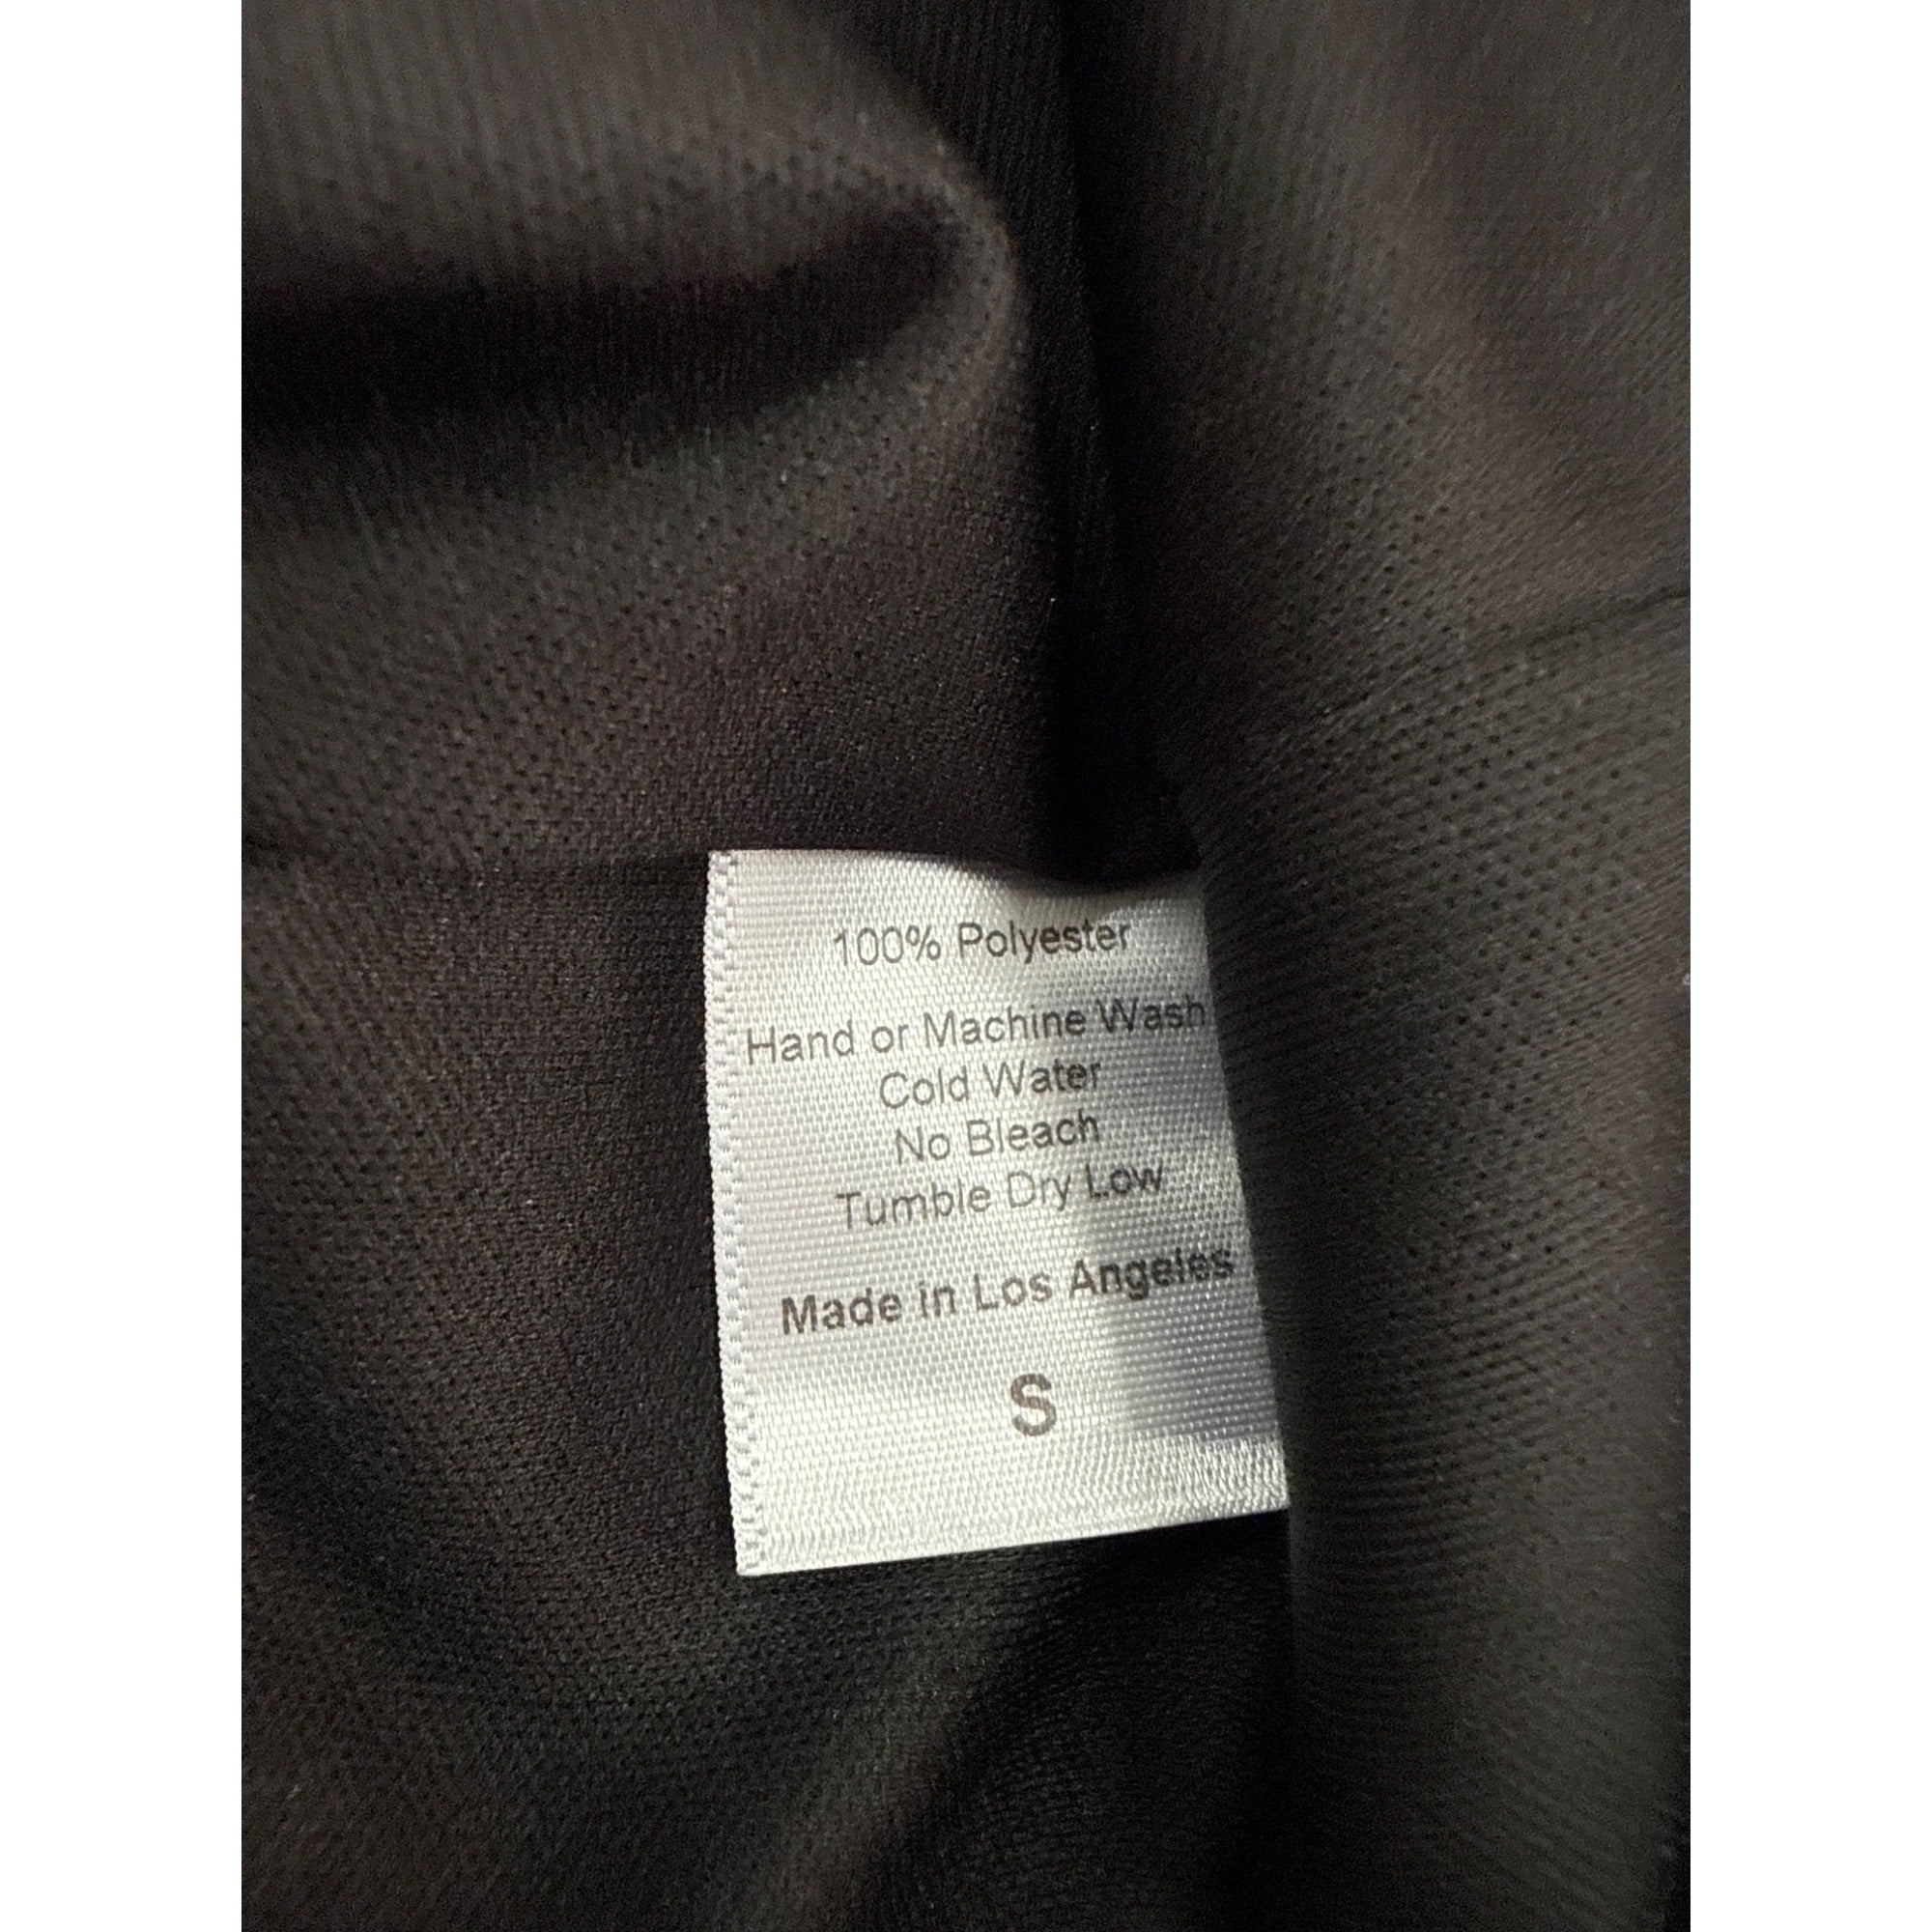 100% Polyester
Hand or Machine Wash
Cold Water
No Bleach
Tumble Dry Low
Made in Los Angeles
S